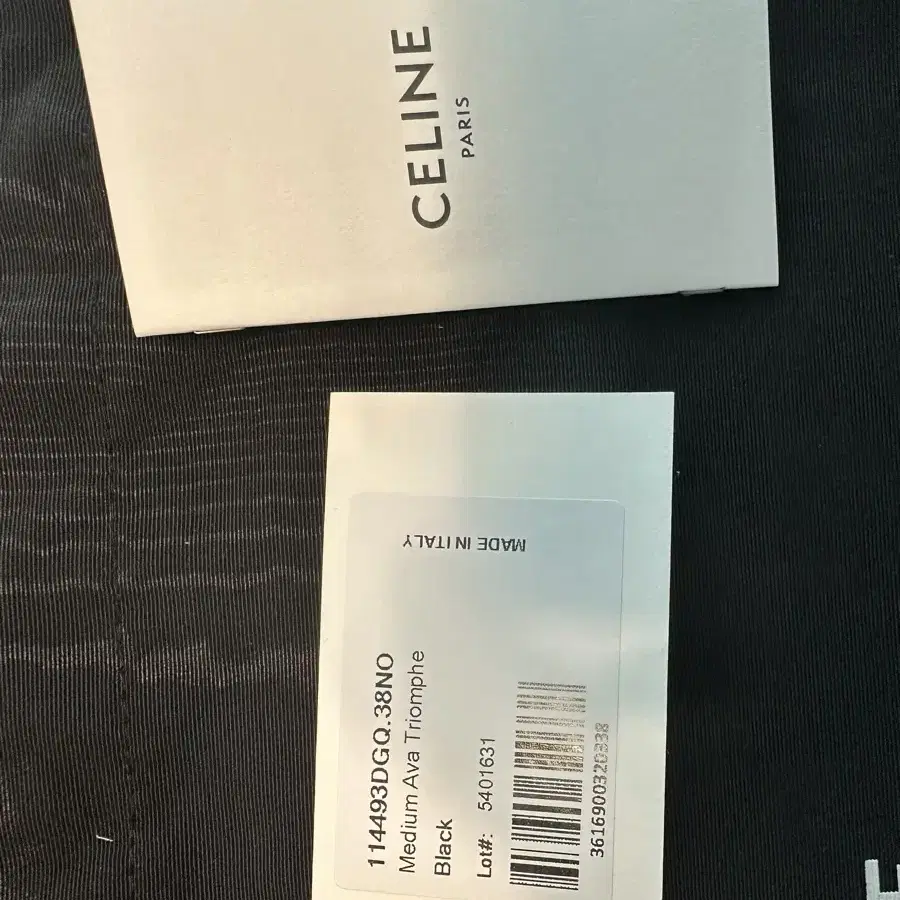 CELINE
PARIS
MADE IN ITALY
114493DGQ.38NO
Medium Ava Triomphe
Black
Lot#: 5401631
3616900320338